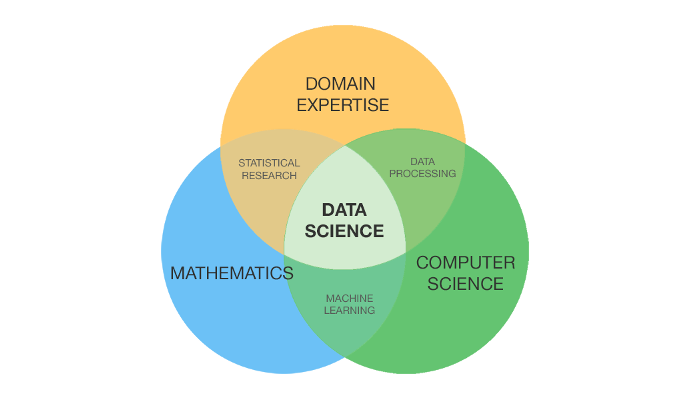 DOMAIN
EXPERTISE
STATISTICAL
RESEARCH
DATA
PROCESSING
DATA
SCIENCE
MATHEMATICS
COMPUTER
SCIENCE
MACHINE
LEARNING